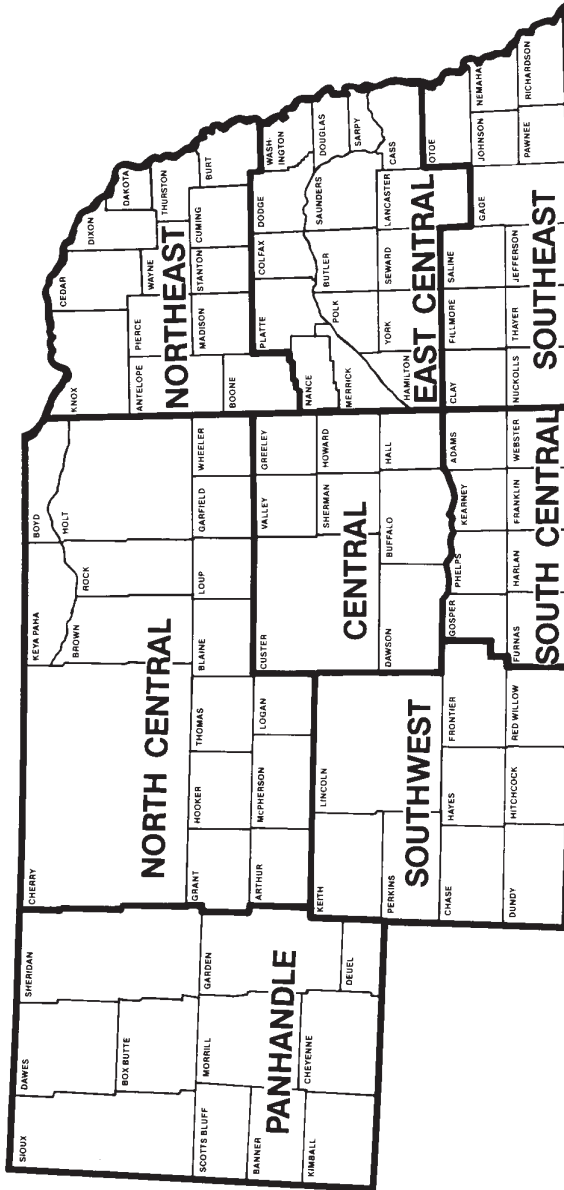 SIOUX
DAWES
SHERIDAN
BOX BUTTE
SCOTTS BLUFF
MORRILL
GARDEN
BANNER
KIMBALL
CHEYENNE
DEUEL
PANHANDLE
CHERRY
KEYA PAHA
BOYD
BROWN
ROCK
HOLT
GRANT
HOOKER
THOMAS
BLAINE
LOUP
GARFIELD
WHEELER
ARTHUR
McPHERSON
LOGAN
NORTH CENTRAL
KNOX
CEDAR
DIXON
DAKOTA
ANTELOPE
PIERCE
WAYNE
THURSTON
BOONE
MADISON
STANTON
CUMING
BURT
NORTHEAST
CUSTER
VALLEY
GREELEY
SHERMAN
HOWARD
DAWSON
BUFFALO
HALL
CENTRAL
NANCE
PLATTE
COLFAX
DODGE
WASH-
INGTON
MERRICK
POLK
BUTLER
SAUNDERS
DOUGLAS
SARPY
HAMILTON
YORK
SEWARD
LANCASTER
CASS
EAST CENTRAL
KEITH
LINCOLN
PERKINS
CHASE
HAYES
FRONTIER
DUNDY
HITCHCOCK
RED WILLOW
SOUTHWEST
GOSPER
PHELPS
KEARNEY
ADAMS
FURNAS
HARLAN
FRANKLIN
WEBSTER
SOUTH CENTRAL
CLAY
FILLMORE
SALINE
GAGE
OTOE
JOHNSON
NEMAHA
NUCKOLLS
THAYER
JEFFERSON
PAWNEE
RICHARDSON
SOUTHEAST